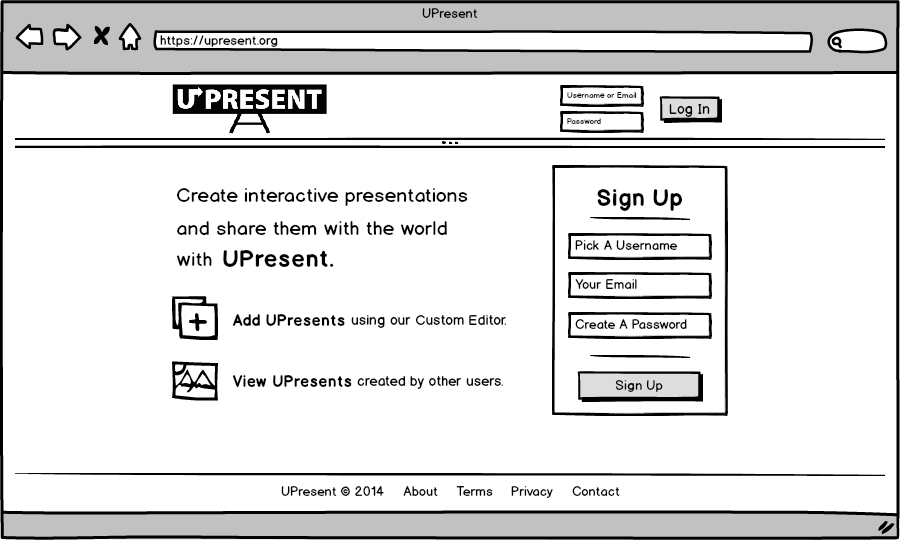 UPresent
https://upresent.org
UPRESENT
Username or Email
Password
Log In
Create interactive presentations
and share them with the world
with UPresent.
Add UPresents using our Custom Editor.
View UPresents created by other users.
Sign Up
Pick A Username
Your Email
Create A Password
Sign Up
UPresent © 2014 About Terms Privacy Contact